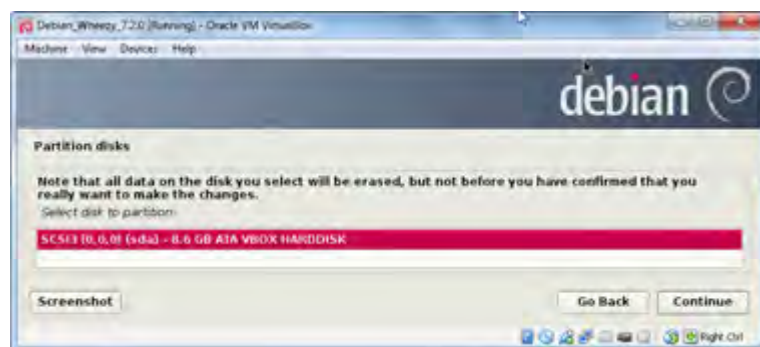 Debian_Wheezy_7.2.0 [Running] - Oracle VM VirtualBox
Machine View Devices Help
debian
Partition disks
Note that all data on the disk you select will be erased, but not before you have confirmed that you
really want to make the changes.
Select disk to partition:
SCSI3 (0,0,0) (sda) - 8.6 GB ATA VBOX HARDDISK
Screenshot
Go Back
Continue
Right Ctrl